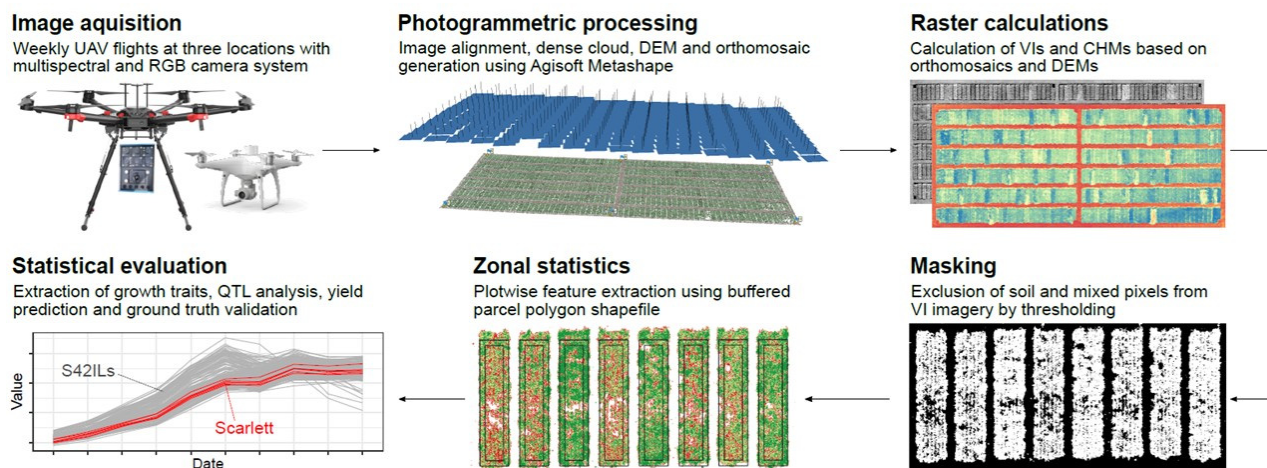 Image aquisition
Weekly UAV flights at three locations with
multispectral and RGB camera system
Photogrammetric processing
Image alignment, dense cloud, DEM and orthomosaic
generation using Agisoft Metashape
Raster calculations
Calculation of VIs and CHMs based on
orthomosaics and DEMs
Statistical evaluation
Extraction of growth traits, QTL analysis, yield
prediction and ground truth validation
Value
S42ILs
Scarlett
Date
Zonal statistics
Plotwise feature extraction using buffered
parcel polygon shapefile
Masking
Exclusion of soil and mixed pixels from
VI imagery by thresholding